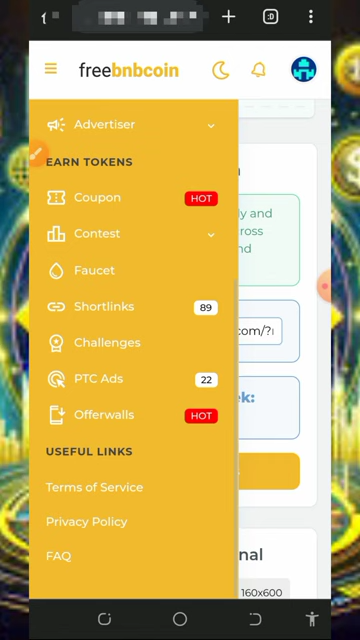 :D
freebnbcoin
Advertiser
EARN TOKENS
Coupon HOT
Contest
Faucet
Shortlinks 89
Challenges
PTC Ads 22
Offerwalls HOT
USEFUL LINKS
Terms of Service
Privacy Policy
FAQ
y and
ross
nd
com/?
ek:
nal
160x600